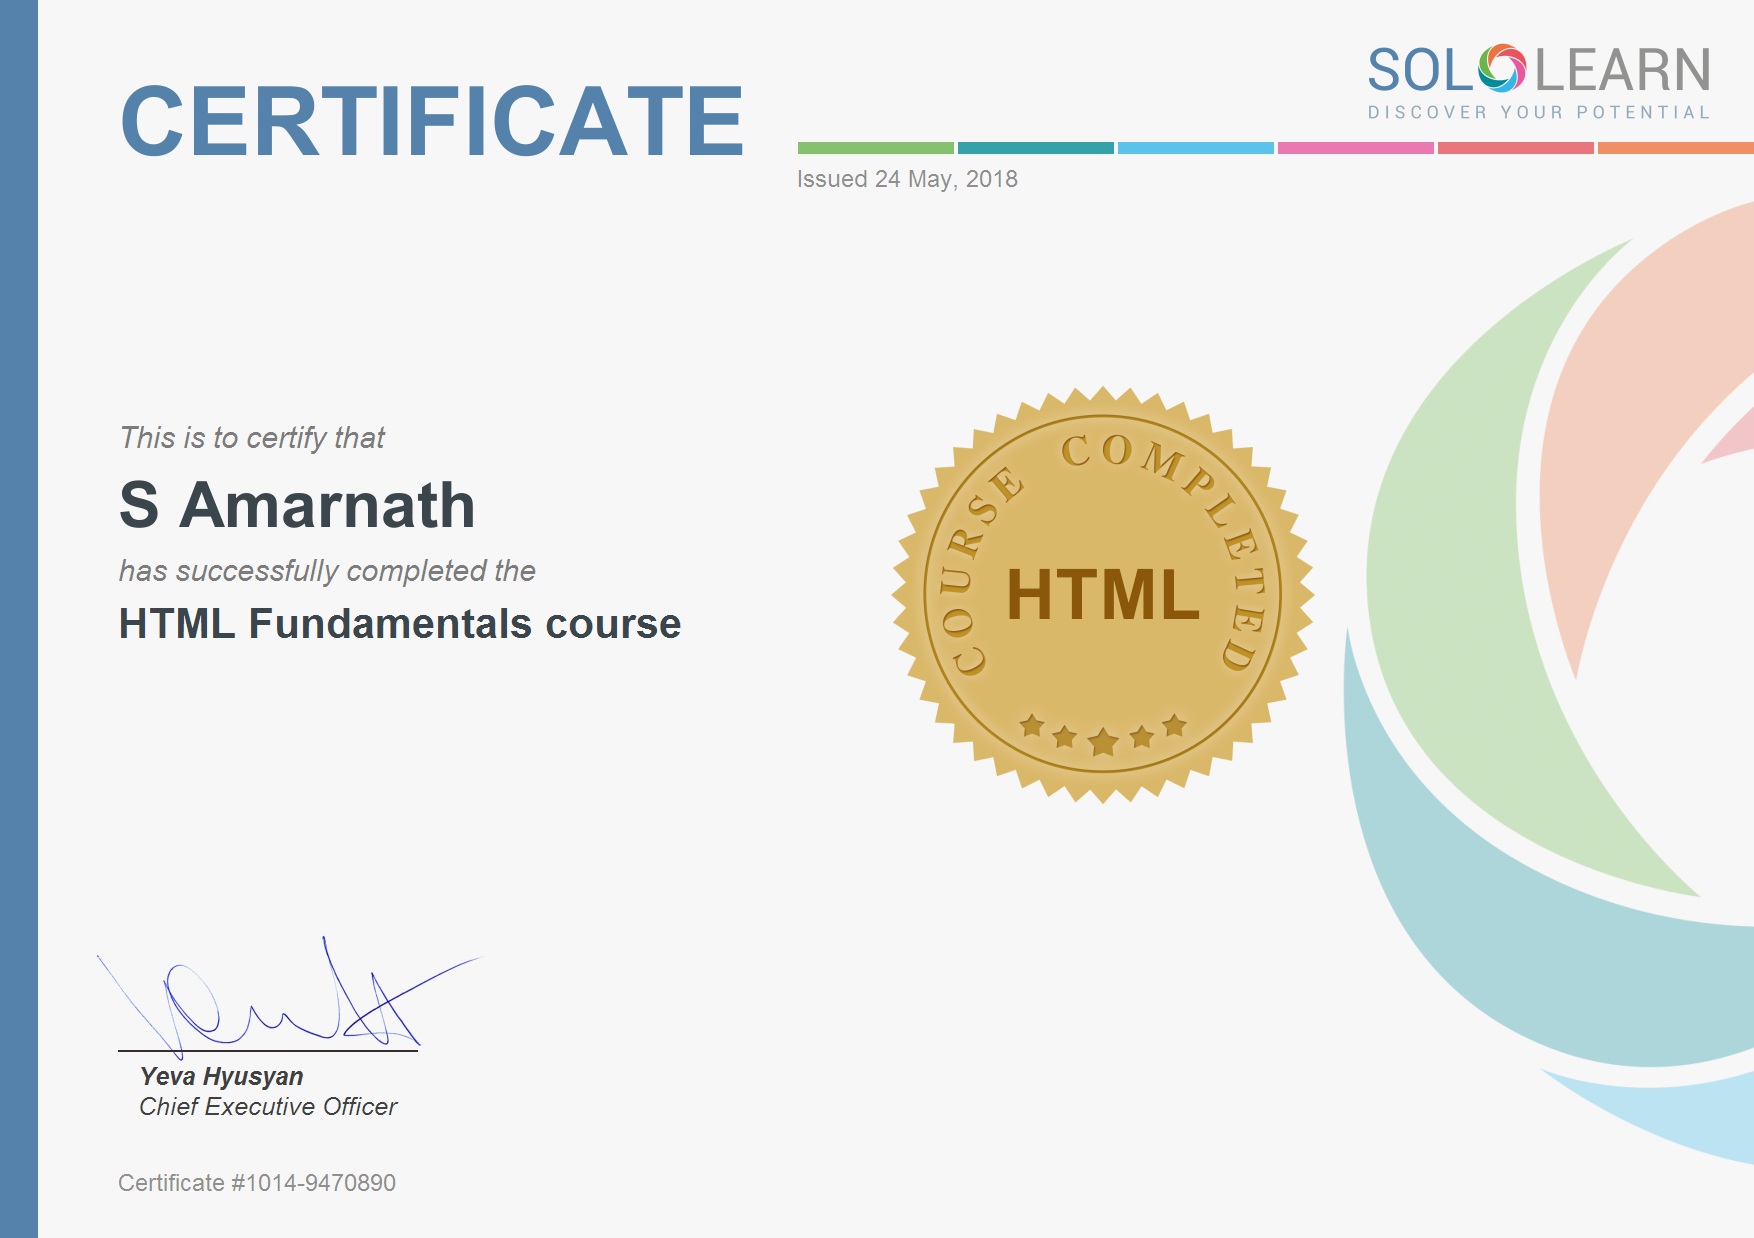 SOLOLEARN
DISCOVER YOUR POTENTIAL
CERTIFICATE
Issued 24 May, 2018
This is to certify that
S Amarnath
has successfully completed the
HTML Fundamentals course
COURSE COMPLETED
HTML
Yeva Hyusyan
Chief Executive Officer
Certificate #1014-9470890